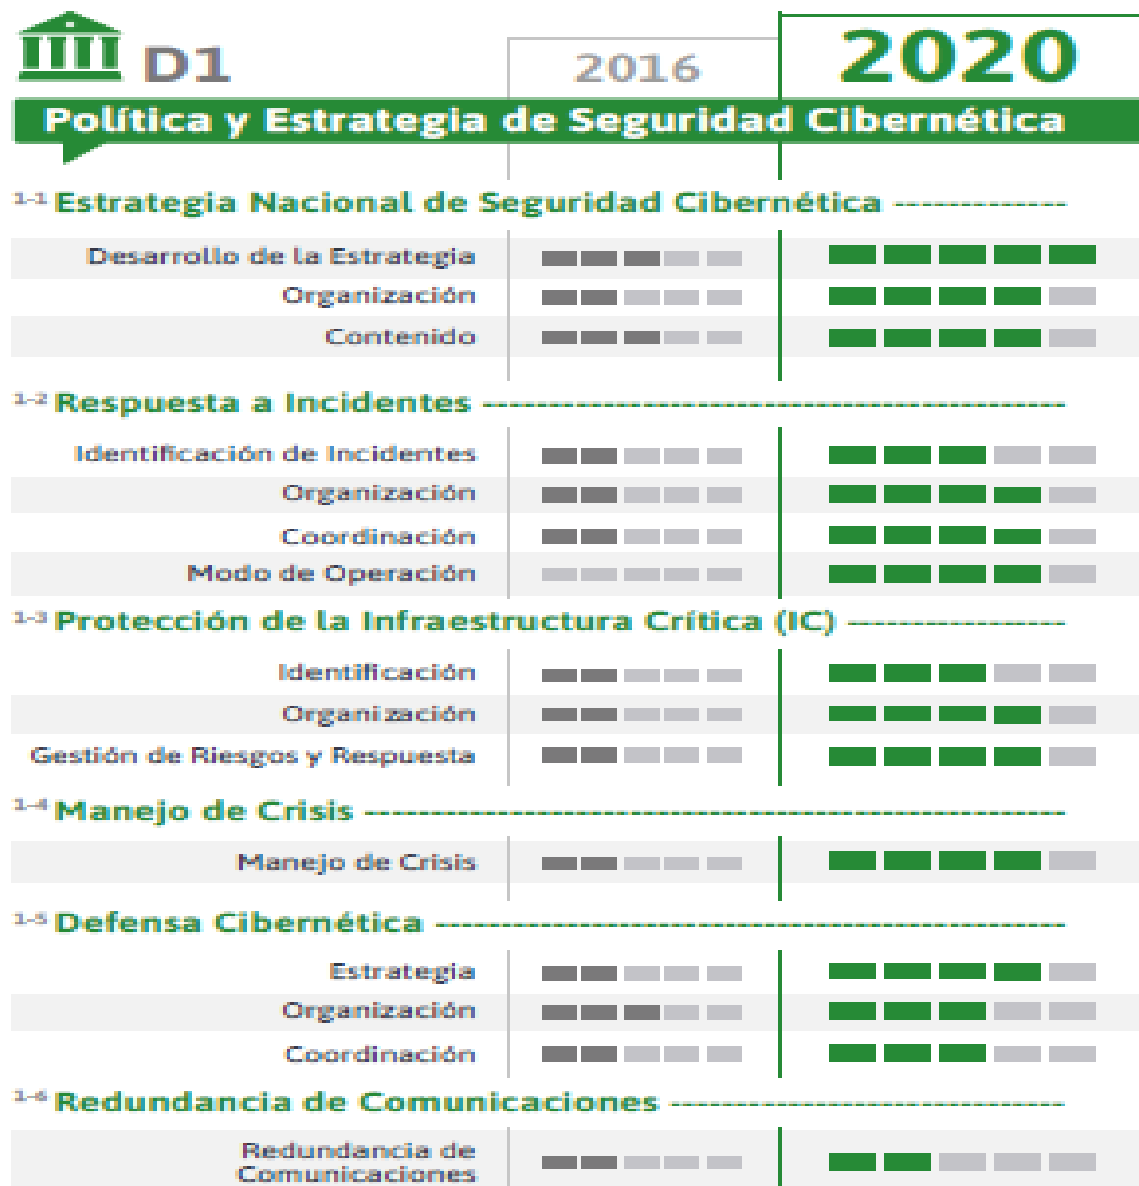 D1
2016
2020
Política y Estrategia de Seguridad Cibernética
1-1 Estrategia Nacional de Seguridad Cibernética
Desarrollo de la Estrategia
Organización
Contenido
1-2 Respuesta a Incidentes
Identificación de Incidentes
Organización
Coordinación
Modo de Operación
1-3 Protección de la Infraestructura Crítica (IC)
Identificación
Organización
Gestión de Riesgos y Respuesta
1-4 Manejo de Crisis
Manejo de Crisis
1-5 Defensa Cibernética
Estrategia
Organización
Coordinación
1-6 Redundancia de Comunicaciones
Redundancia de
Comunicaciones